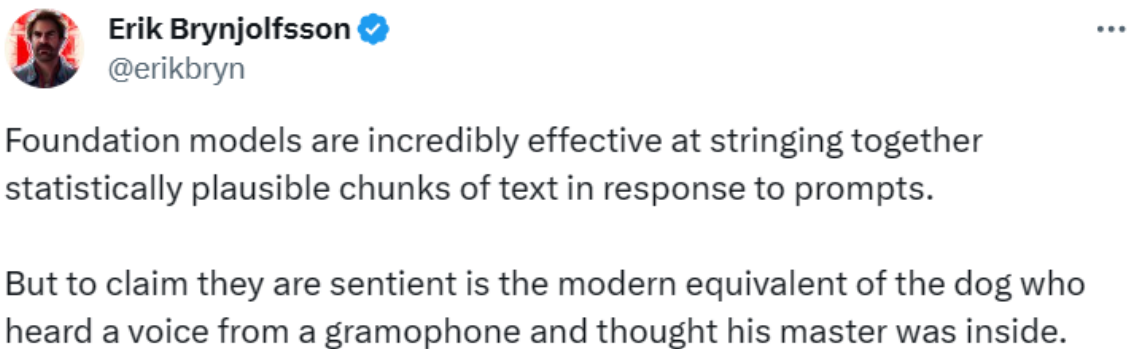 Erik Brynjolfsson
@erikbryn
Foundation models are incredibly effective at stringing together
statistically plausible chunks of text in response to prompts.
But to claim they are sentient is the modern equivalent of the dog who
heard a voice from a gramophone and thought his master was inside.